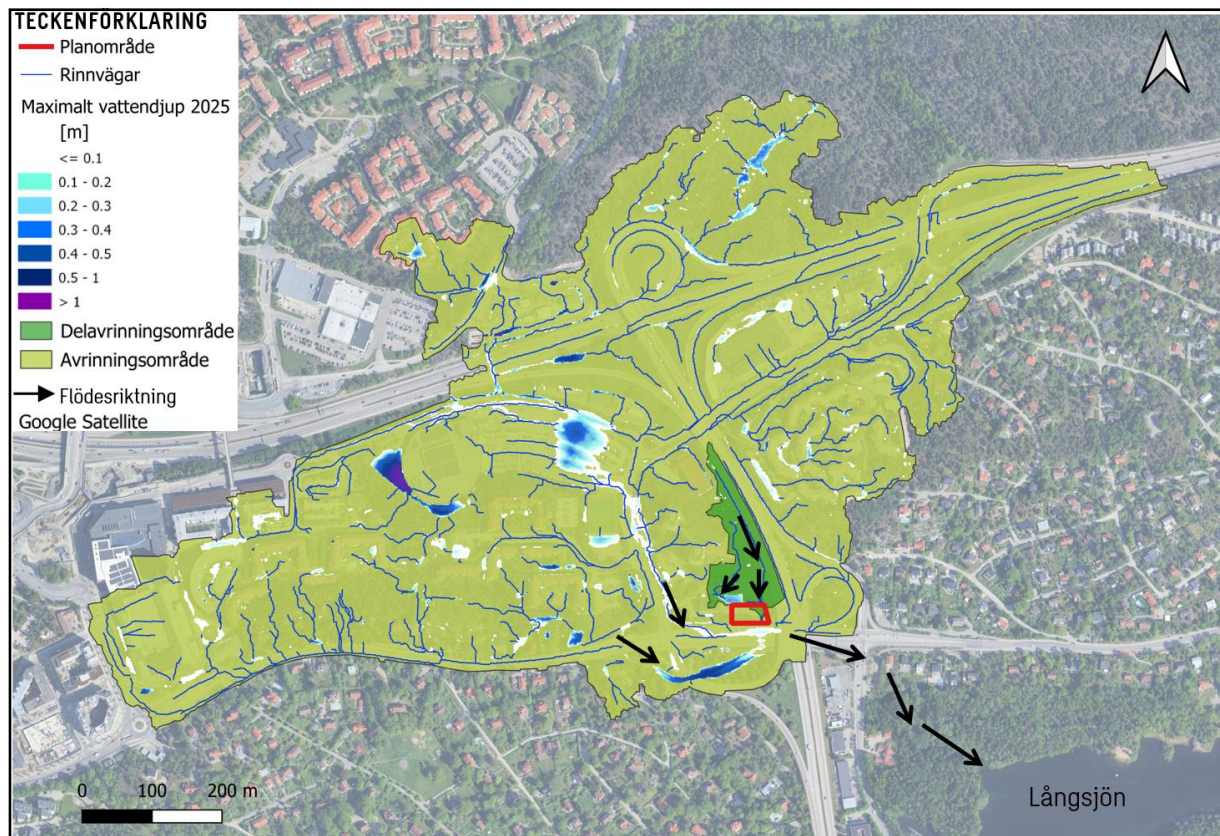 TECKENFÖRKLARING
Planområde
Rinnvägar
Maximalt vattendjup 2025
[m]
<= 0.1
0.1 - 0.2
0.2 - 0.3
0.3 - 0.4
0.4 - 0.5
0.5 - 1
> 1
Delavrinningsområde
Avrinningsområde
Flödesriktning
Google Satellite
0 100 200 m
Långsjön